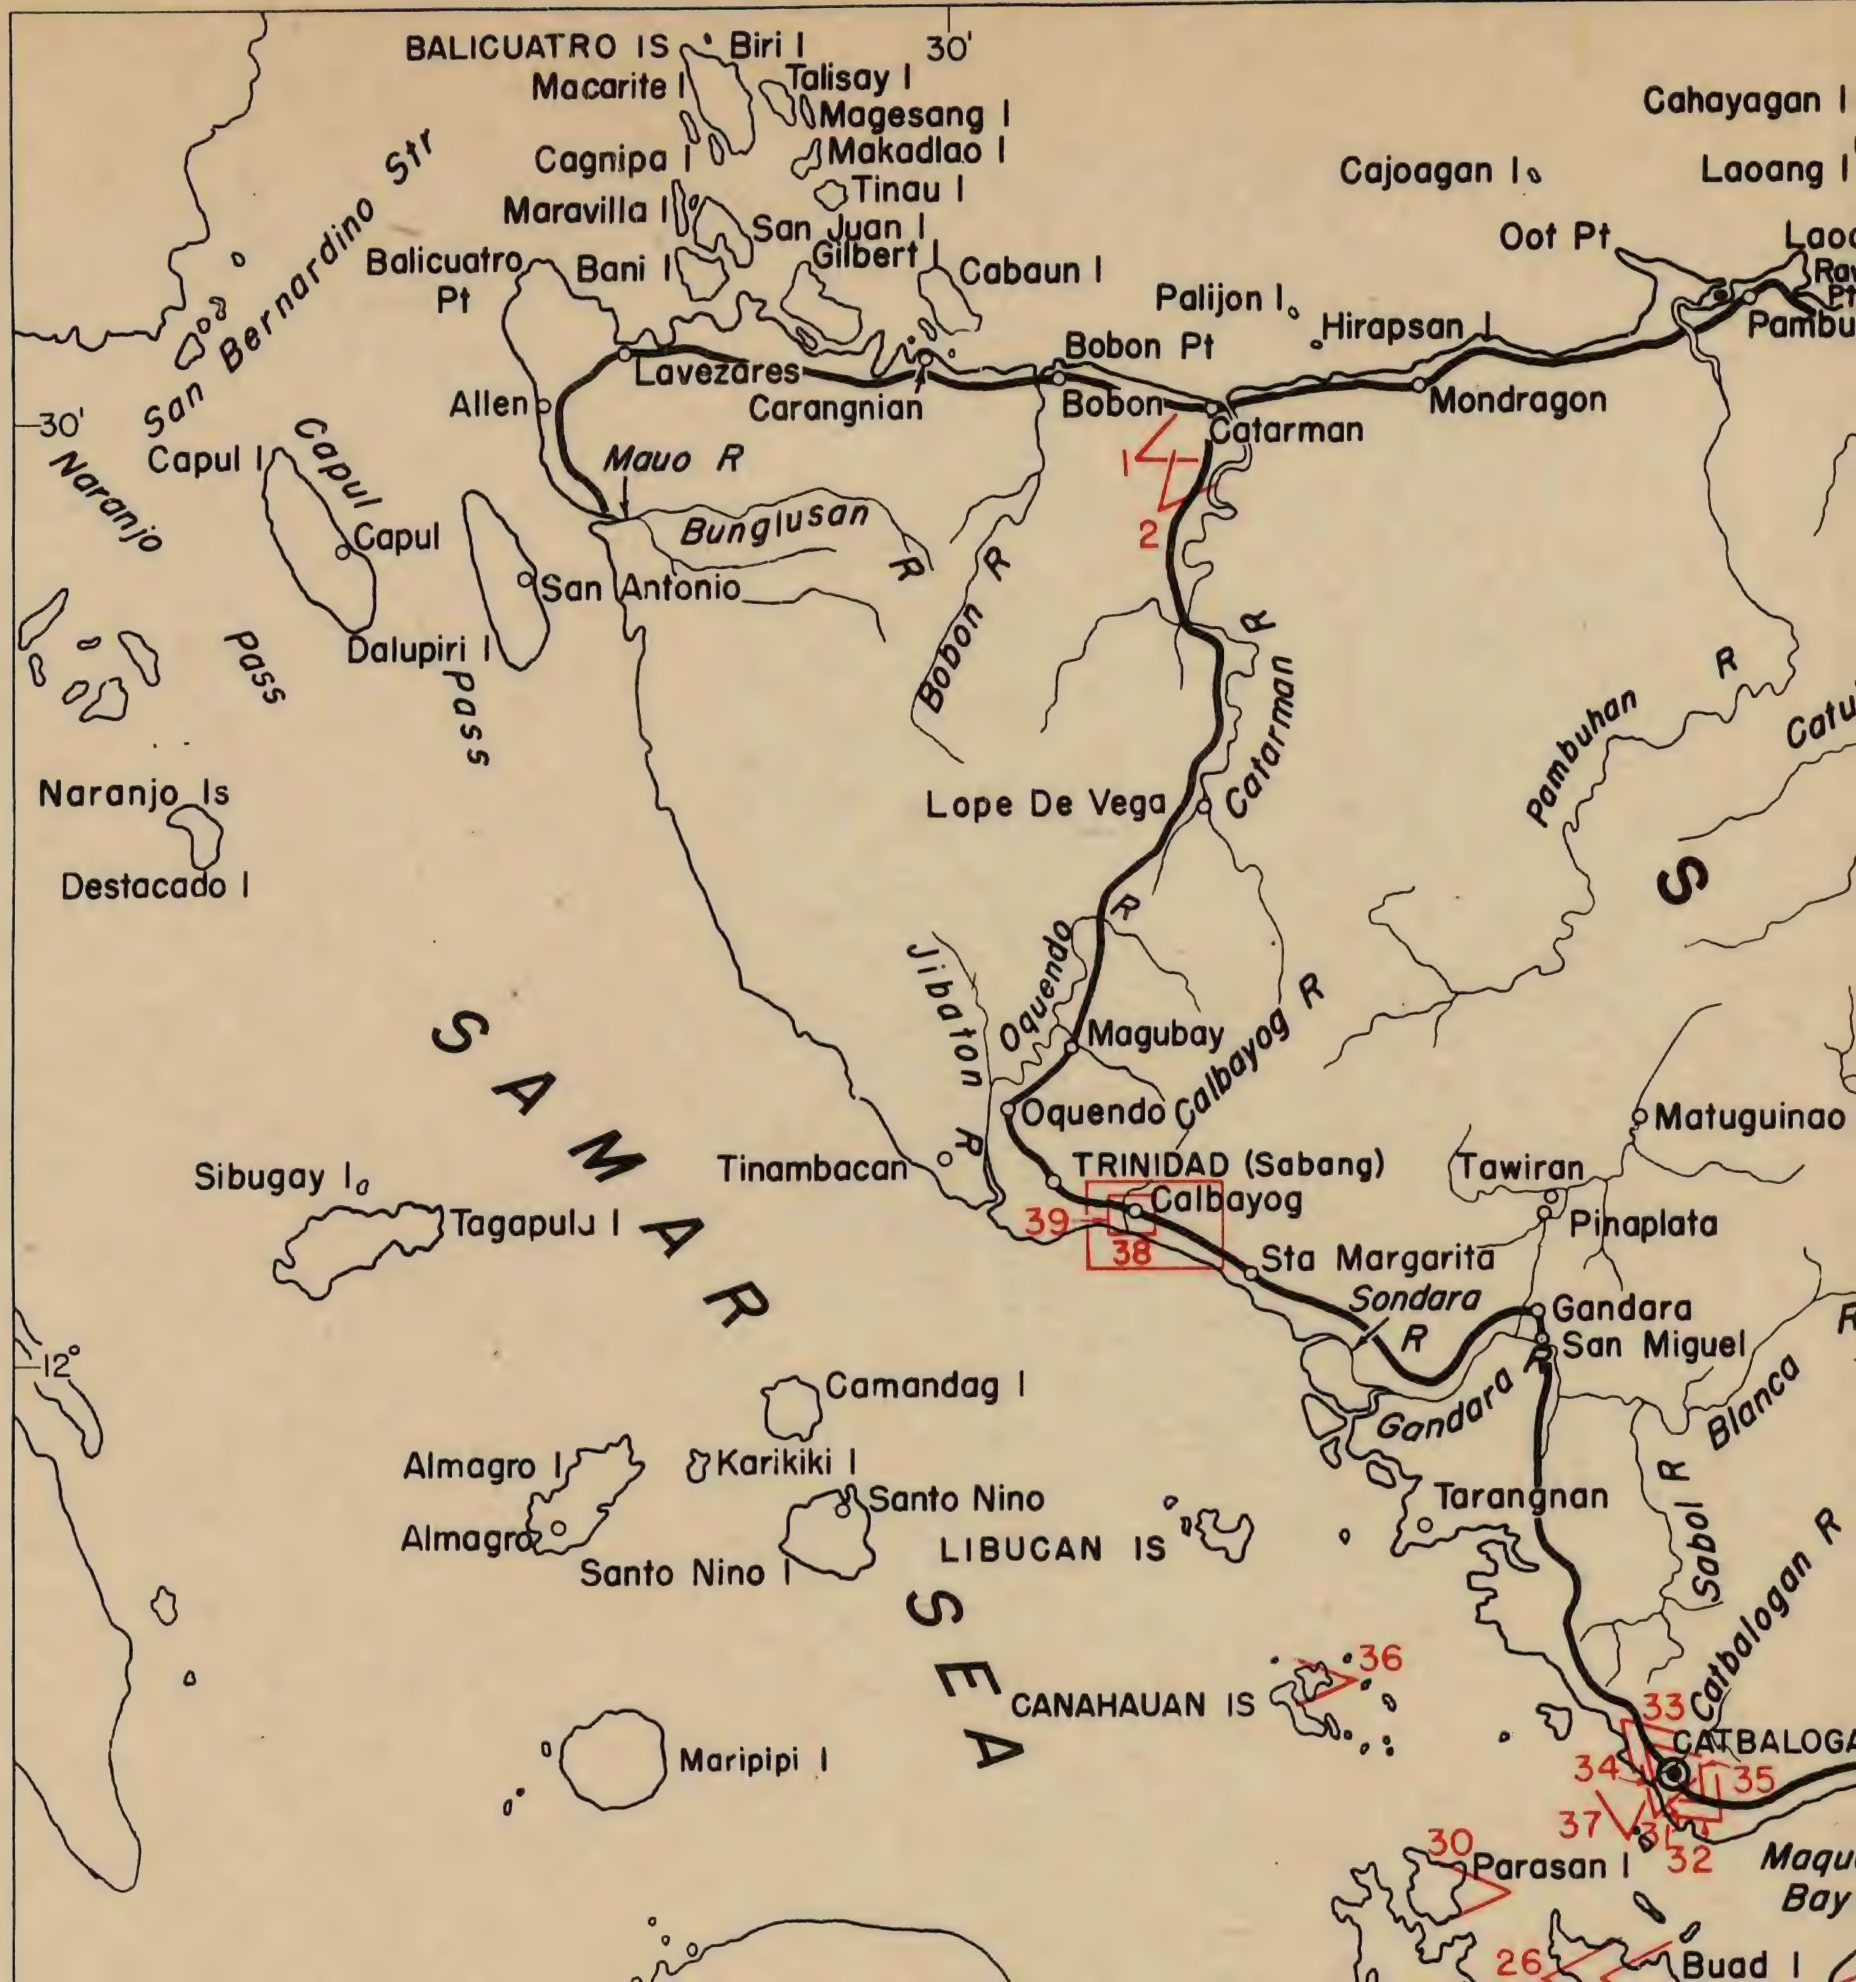 30'
BALICUATRO IS
Biri I
Macarite I
Talisay I
Magesang I
Cagnipa I
Makadlao I
Tinau I
Maravilla I
San Juan I
Gilbert I
Cahayagan I
Cajoagan I
Laoang I
Oot Pt
San Bernardino Str
Balicuatro
Pt
Bani I
Cabaun I
Palijon I
Hirapsan I
Bobon Pt
Lavezares
Carangnian
Bobon
Catarman
Mondragon
Allen
30'
Naranjo
Pass
Capul I
Capul
Pass
Capul
Mauo R
Bunglusan
R
San Antonio
Dalupiri I
1
2
Bobon R
Catarman R
Pambuhan R
Naranjo Is
Destacado I
Lope De Vega
S
Jibaton R
Oquendo R
Magubay
Calbayog R
Oquendo
Matuguinao
SAMAR
SEA
Tinambacan
TRINIDAD (Sabang)
Calbayog
39
38
Tawiran
Pinaplata
Sibugay I
Tagapula I
Sta Margarita
Sondara
R
Gandara
San Miguel
12°
Camandag I
Gandara R
Blanca
R
Almagro I
Karikiki I
Almagro
Santo Nino
Santo Nino I
LIBUCAN IS
Tarangnan
Sabol R
Catbalogan R
36
CANAHAUAN IS
Maripipi I
33
34
35
37
31
32
30
Parasan I
Bay
26
Buad I